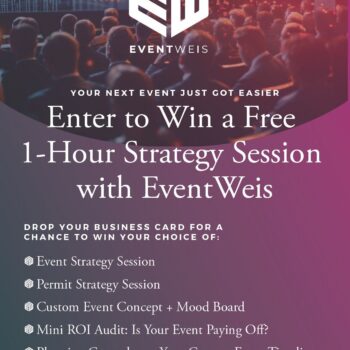 EW
EVENTWEIS
YOUR NEXT EVENT JUST GOT EASIER
Enter to Win a Free
1-Hour Strategy Session
with EventWeis
DROP YOUR BUSINESS CARD FOR A
CHANCE TO WIN YOUR CHOICE OF:
Event Strategy Session
Permit Strategy Session
Custom Event Concept + Mood Board
Mini ROI Audit: Is Your Event Paying Off?